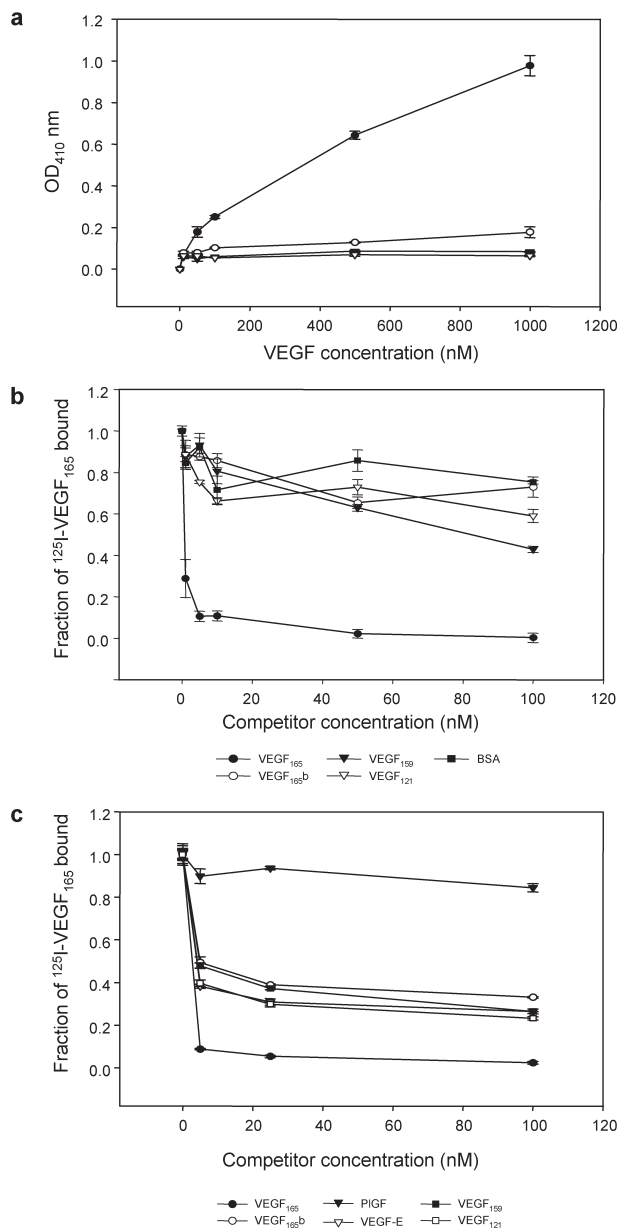 a
1.2
1.0
0.8
0.6
0.4
0.2
0.0
OD410 nm
0 200 400 600 800 1000 1200
VEGF concentration (nM)
b
1.2
1.0
0.8
0.6
0.4
0.2
0.0
Fraction of 125I-VEGF165 bound
0 20 40 60 80 100 120
Competitor concentration (nM)
VEGF165 VEGF159 BSA
VEGF165b VEGF121
c
1.2
1.0
0.8
0.6
0.4
0.2
0.0
Fraction of 125I-VEGF165 bound
0 20 40 60 80 100 120
Competitor concentration (nM)
VEGF165 PlGF VEGF159
VEGF165b VEGF-E VEGF121